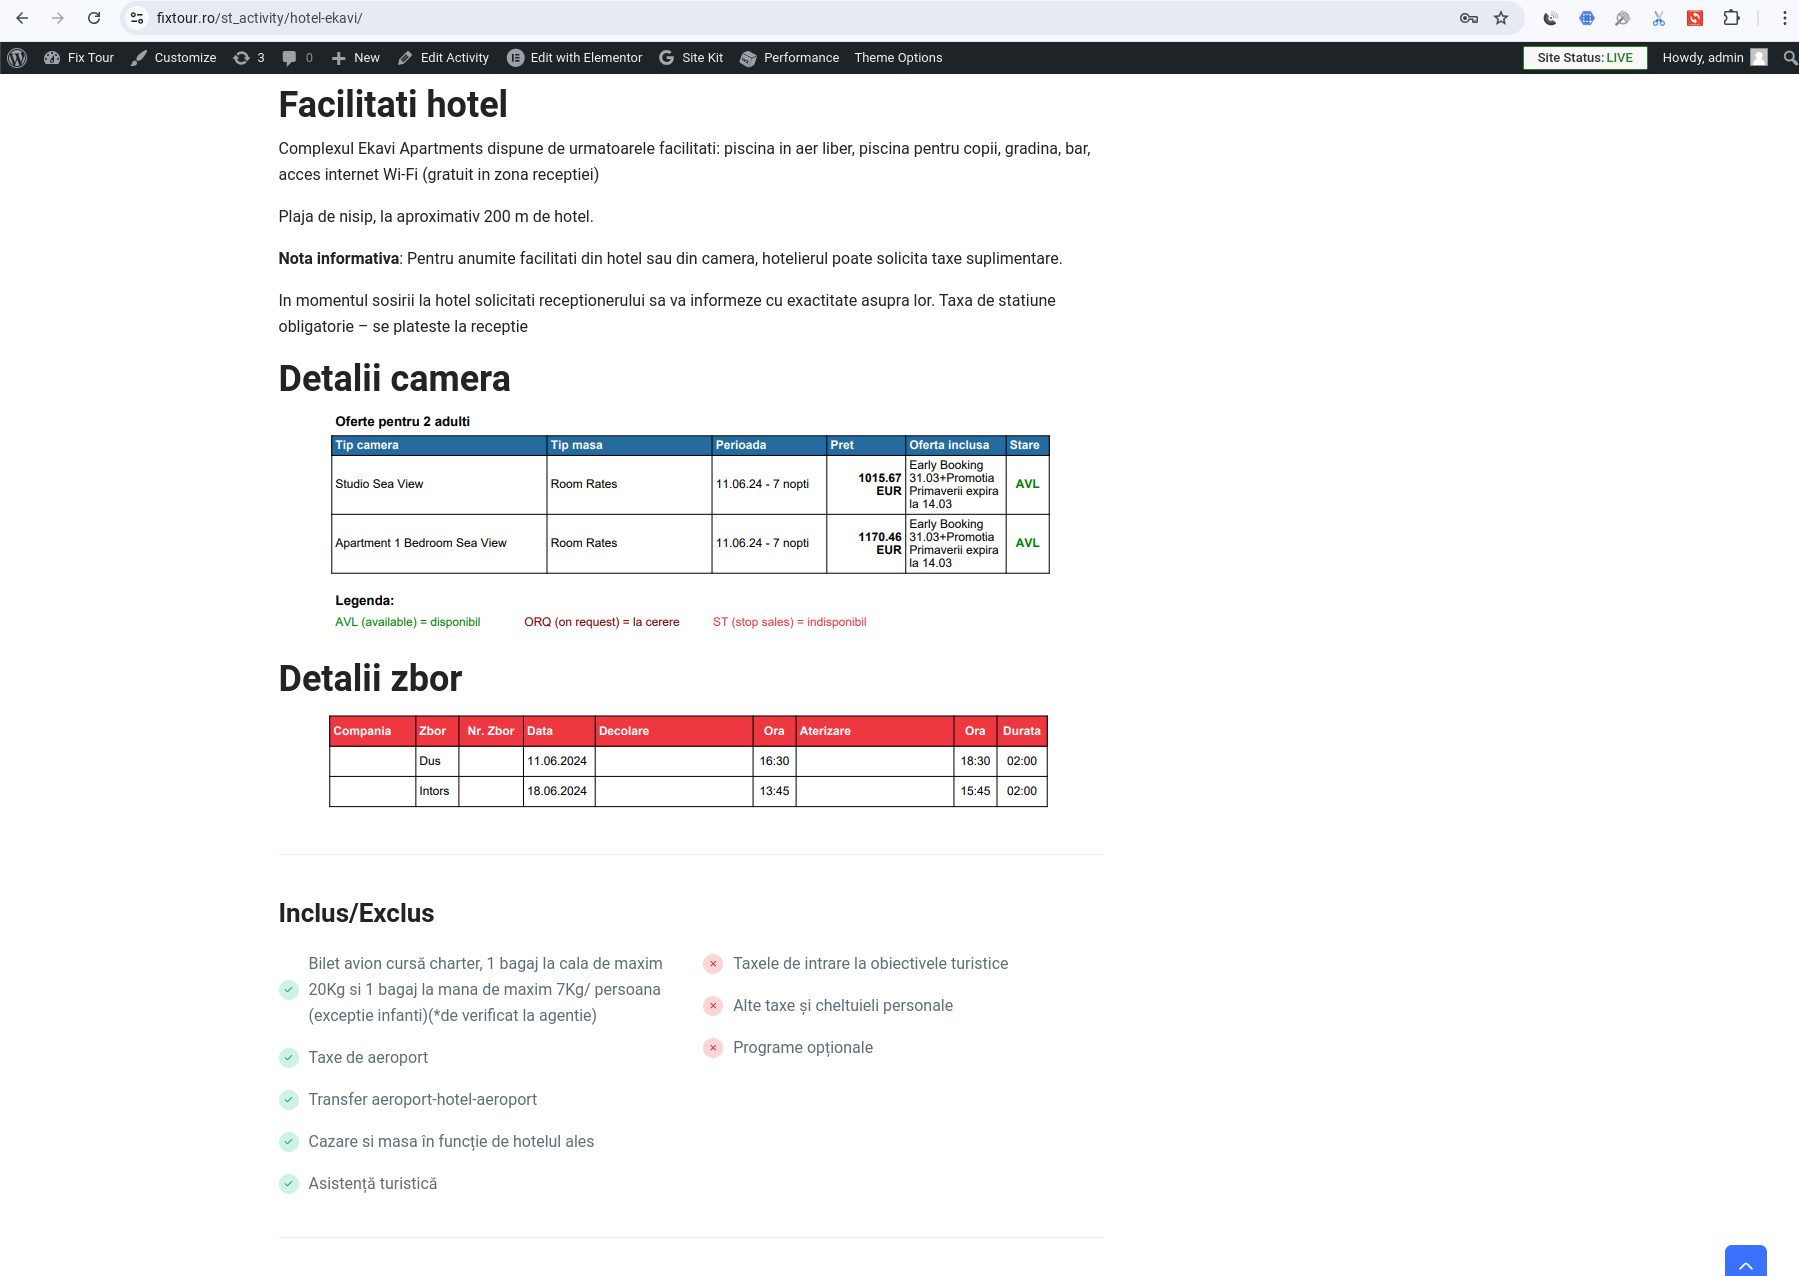 fixtour.ro/st_activity/hotel-ekavi/
Fix Tour Customize 3 0 New Edit Activity Edit with Elementor Site Kit Performance Theme Options Site Status: LIVE Howdy, admin
Facilitati hotel
Complexul Ekavi Apartments dispune de urmatoarele facilitati: piscina in aer liber, piscina pentru copii, gradina, bar,
acces internet Wi-Fi (gratuit in zona receptiei)
Plaja de nisip, la aproximativ 200 m de hotel.
Nota informativa: Pentru anumite facilitati din hotel sau din camera, hotelierul poate solicita taxe suplimentare.
In momentul sosirii la hotel solicitati receptionerului sa va informeze cu exactitate asupra lor. Taxa de statiune
obligatorie – se plateste la receptie
Detalii camera
Oferte pentru 2 adulti
Tip camera Tip masa Perioada Pret Oferta inclusa Stare
Studio Sea View Room Rates 11.06.24 - 7 nopti 1015.67 EUR Early Booking 31.03+Promotia Primaverii expira la 14.03 AVL
Apartment 1 Bedroom Sea View Room Rates 11.06.24 - 7 nopti 1170.46 EUR Early Booking 31.03+Promotia Primaverii expira la 14.03 AVL
Legenda:
AVL (available) = disponibil ORQ (on request) = la cerere ST (stop sales) = indisponibil
Detalii zbor
Compania Zbor Nr. Zbor Data Decolare Ora Aterizare Ora Durata
Dus 11.06.2024 16:30 18:30 02:00
Intors 18.06.2024 13:45 15:45 02:00
Inclus/Exclus
Bilet avion cursă charter, 1 bagaj la cala de maxim
20Kg si 1 bagaj la mana de maxim 7Kg/ persoana
(exceptie infanti)(*de verificat la agentie)
Taxe de aeroport
Transfer aeroport-hotel-aeroport
Cazare si masa în funcție de hotelul ales
Asistență turistică
Taxele de intrare la obiectivele turistice
Alte taxe și cheltuieli personale
Programe opționale